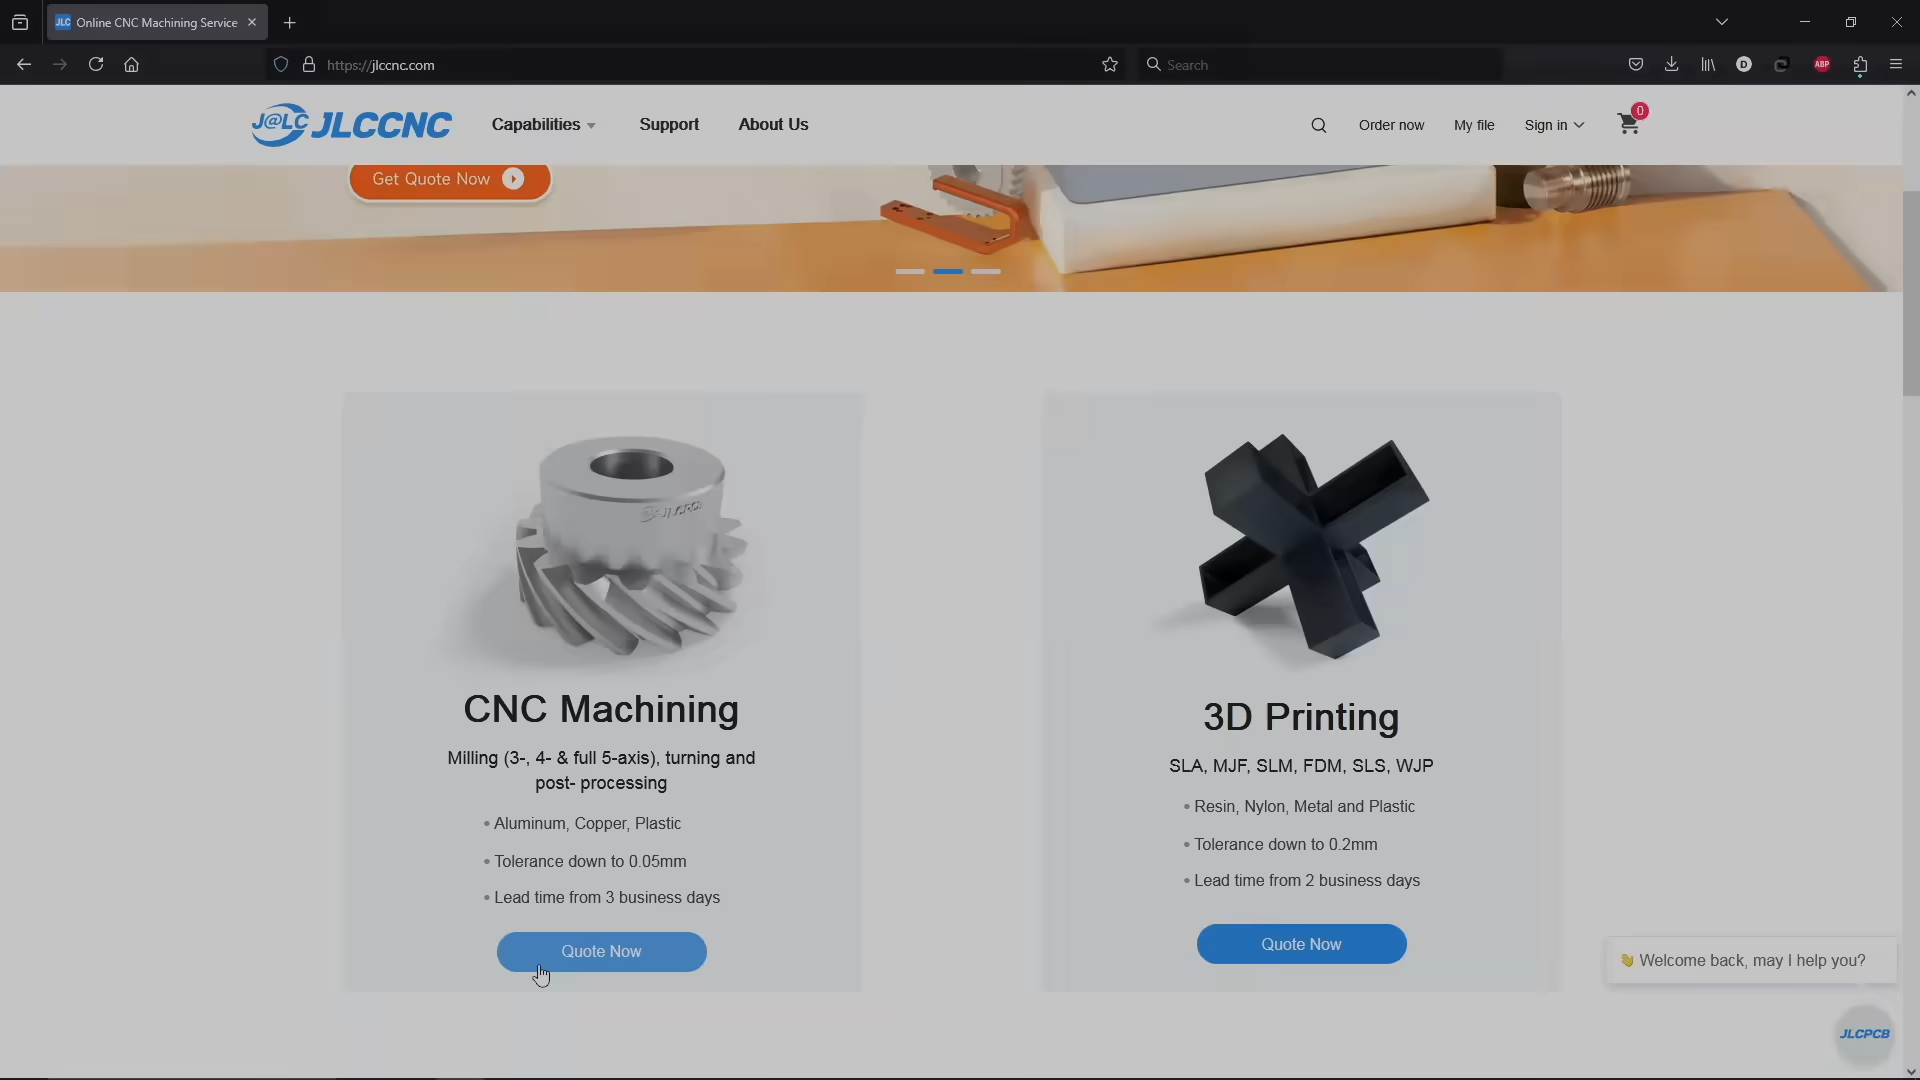 JLC Online CNC Machining Service
https://jlccnc.com
Search
D
ABP
J@LC JLCCNC
Capabilities
Support
About Us
Order now
My file
Sign in
0
Get Quote Now
JLCPCB
CNC Machining
Milling (3-, 4- & full 5-axis), turning and
post- processing
• Aluminum, Copper, Plastic
• Tolerance down to 0.05mm
• Lead time from 3 business days
Quote Now
3D Printing
SLA, MJF, SLM, FDM, SLS, WJP
• Resin, Nylon, Metal and Plastic
• Tolerance down to 0.2mm
• Lead time from 2 business days
Quote Now
👋 Welcome back, may I help you?
JLCPCB